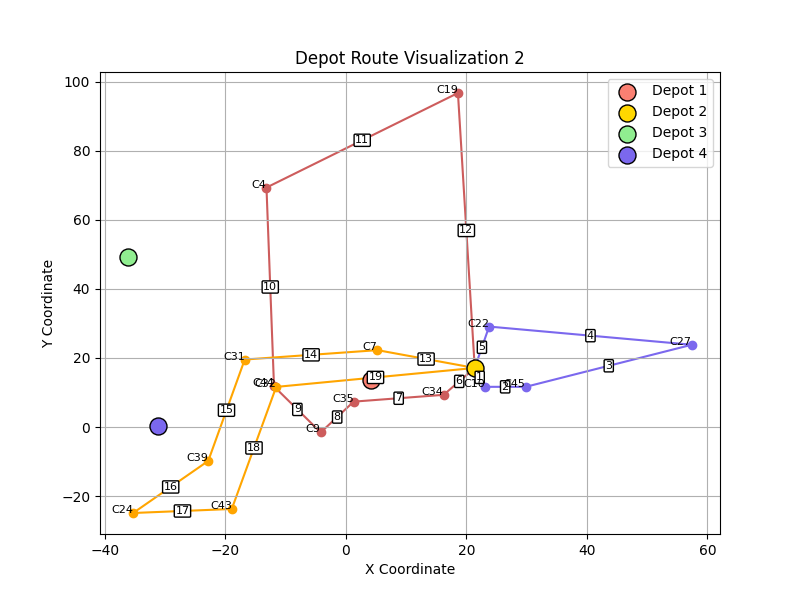 Depot Route Visualization 2
Depot 1
Depot 2
Depot 3
Depot 4
Y Coordinate
100
80
60
40
20
0
−20
−40
−20
0
20
40
60
X Coordinate
C19
11
C4
12
10
C22
5
4
C27
C31
14
C7
13
3
19
1
6
2
C45
C34
C35
7
9
8
C9
15
18
C39
16
C24
17
C43